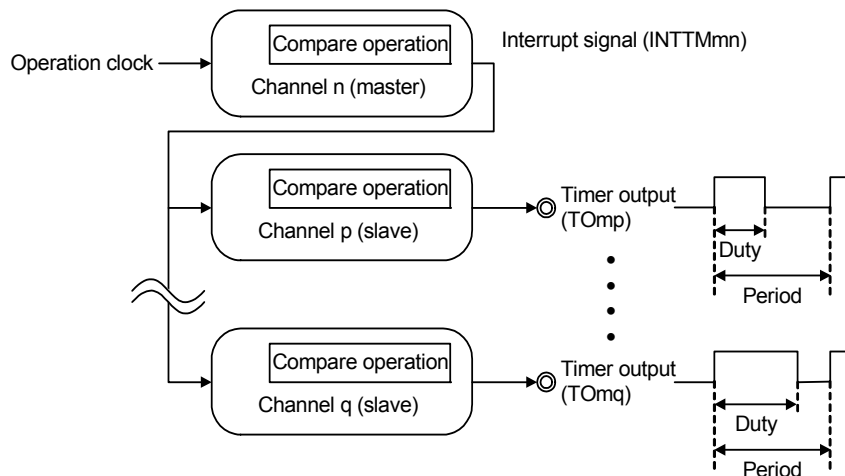 Compare operation
Interrupt signal (INTTMmn)
Operation clock
Channel n (master)
Compare operation
Channel p (slave)
Timer output
(TOmp)
Duty
Period
Compare operation
Channel q (slave)
Timer output
(TOmq)
Duty
Period